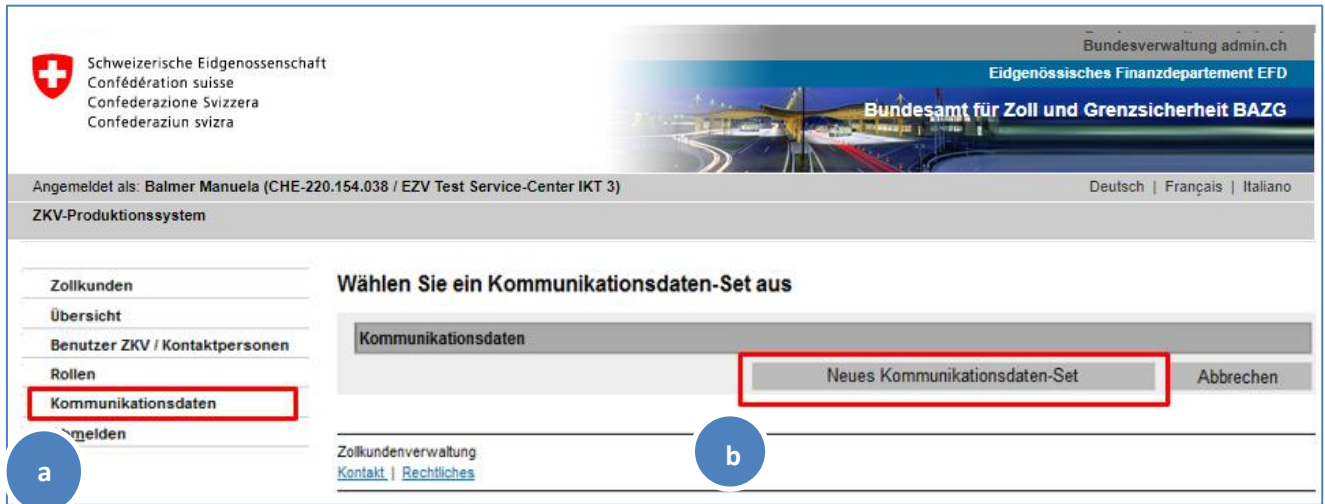 Schweizerische Eidgenossenschaft
Confédération suisse
Confederazione Svizzera
Confederaziun svizra
Bundesverwaltung admin.ch
Eidgenössisches Finanzdepartement EFD
Bundesamt für Zoll und Grenzsicherheit BAZG
Angemeldet als: Balmer Manuela (CHE-220.154.038 / EZV Test Service-Center IKT 3)
Deutsch | Français | Italiano
ZKV-Produktionssystem
Zollkunden
Übersicht
Benutzer ZKV / Kontaktpersonen
Rollen
Kommunikationsdaten
melden
a
Wählen Sie ein Kommunikationsdaten-Set aus
Kommunikationsdaten
Neues Kommunikationsdaten-Set
Abbrechen
b
Zollkundenverwaltung
Kontakt | Rechtliches